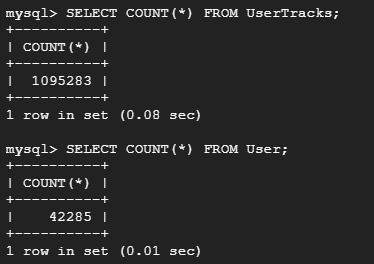 mysql> SELECT COUNT(*) FROM UserTracks;
+----------+
| COUNT(*) |
+----------+
|  1095283 |
+----------+
1 row in set (0.08 sec)

mysql> SELECT COUNT(*) FROM User;
+----------+
| COUNT(*) |
+----------+
|    42285 |
+----------+
1 row in set (0.01 sec)